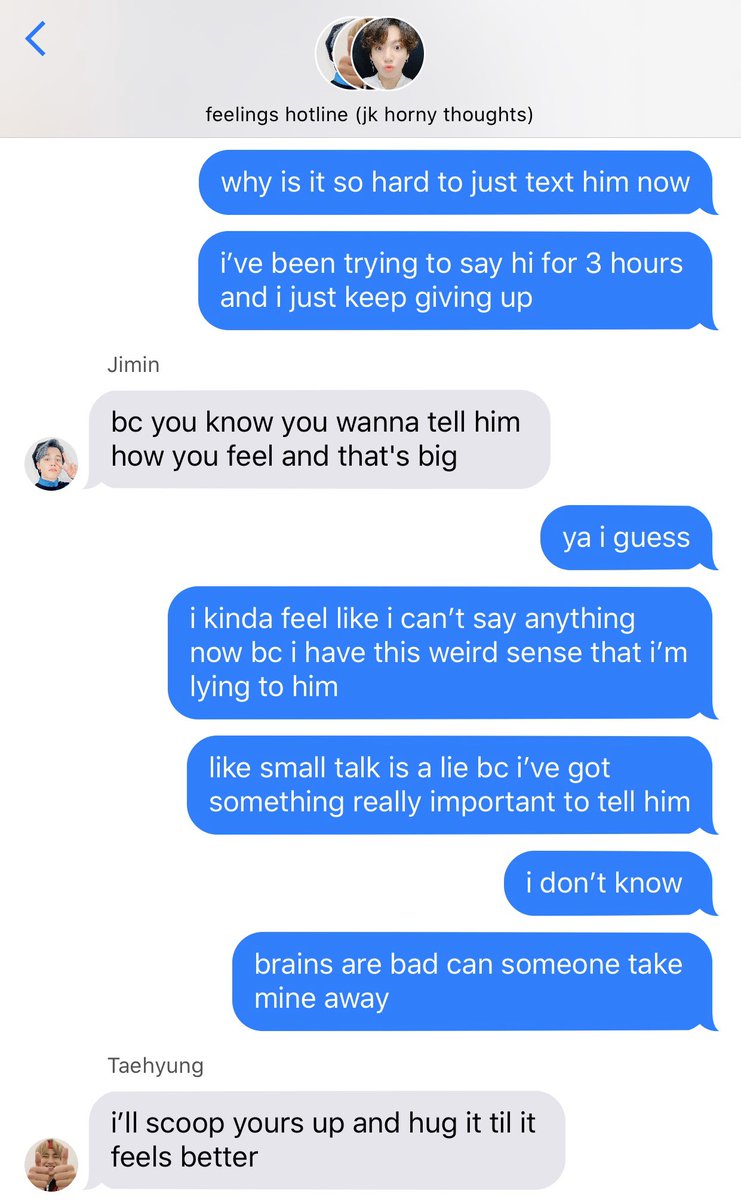 feelings hotline (jk horny thoughts)
why is it so hard to just text him now
i’ve been trying to say hi for 3 hours
and i just keep giving up
Jimin
bc you know you wanna tell him
how you feel and that's big
ya i guess
i kinda feel like i can’t say anything
now bc i have this weird sense that i’m
lying to him
like small talk is a lie bc i’ve got
something really important to tell him
i don’t know
brains are bad can someone take
mine away
Taehyung
i’ll scoop yours up and hug it til it
feels better